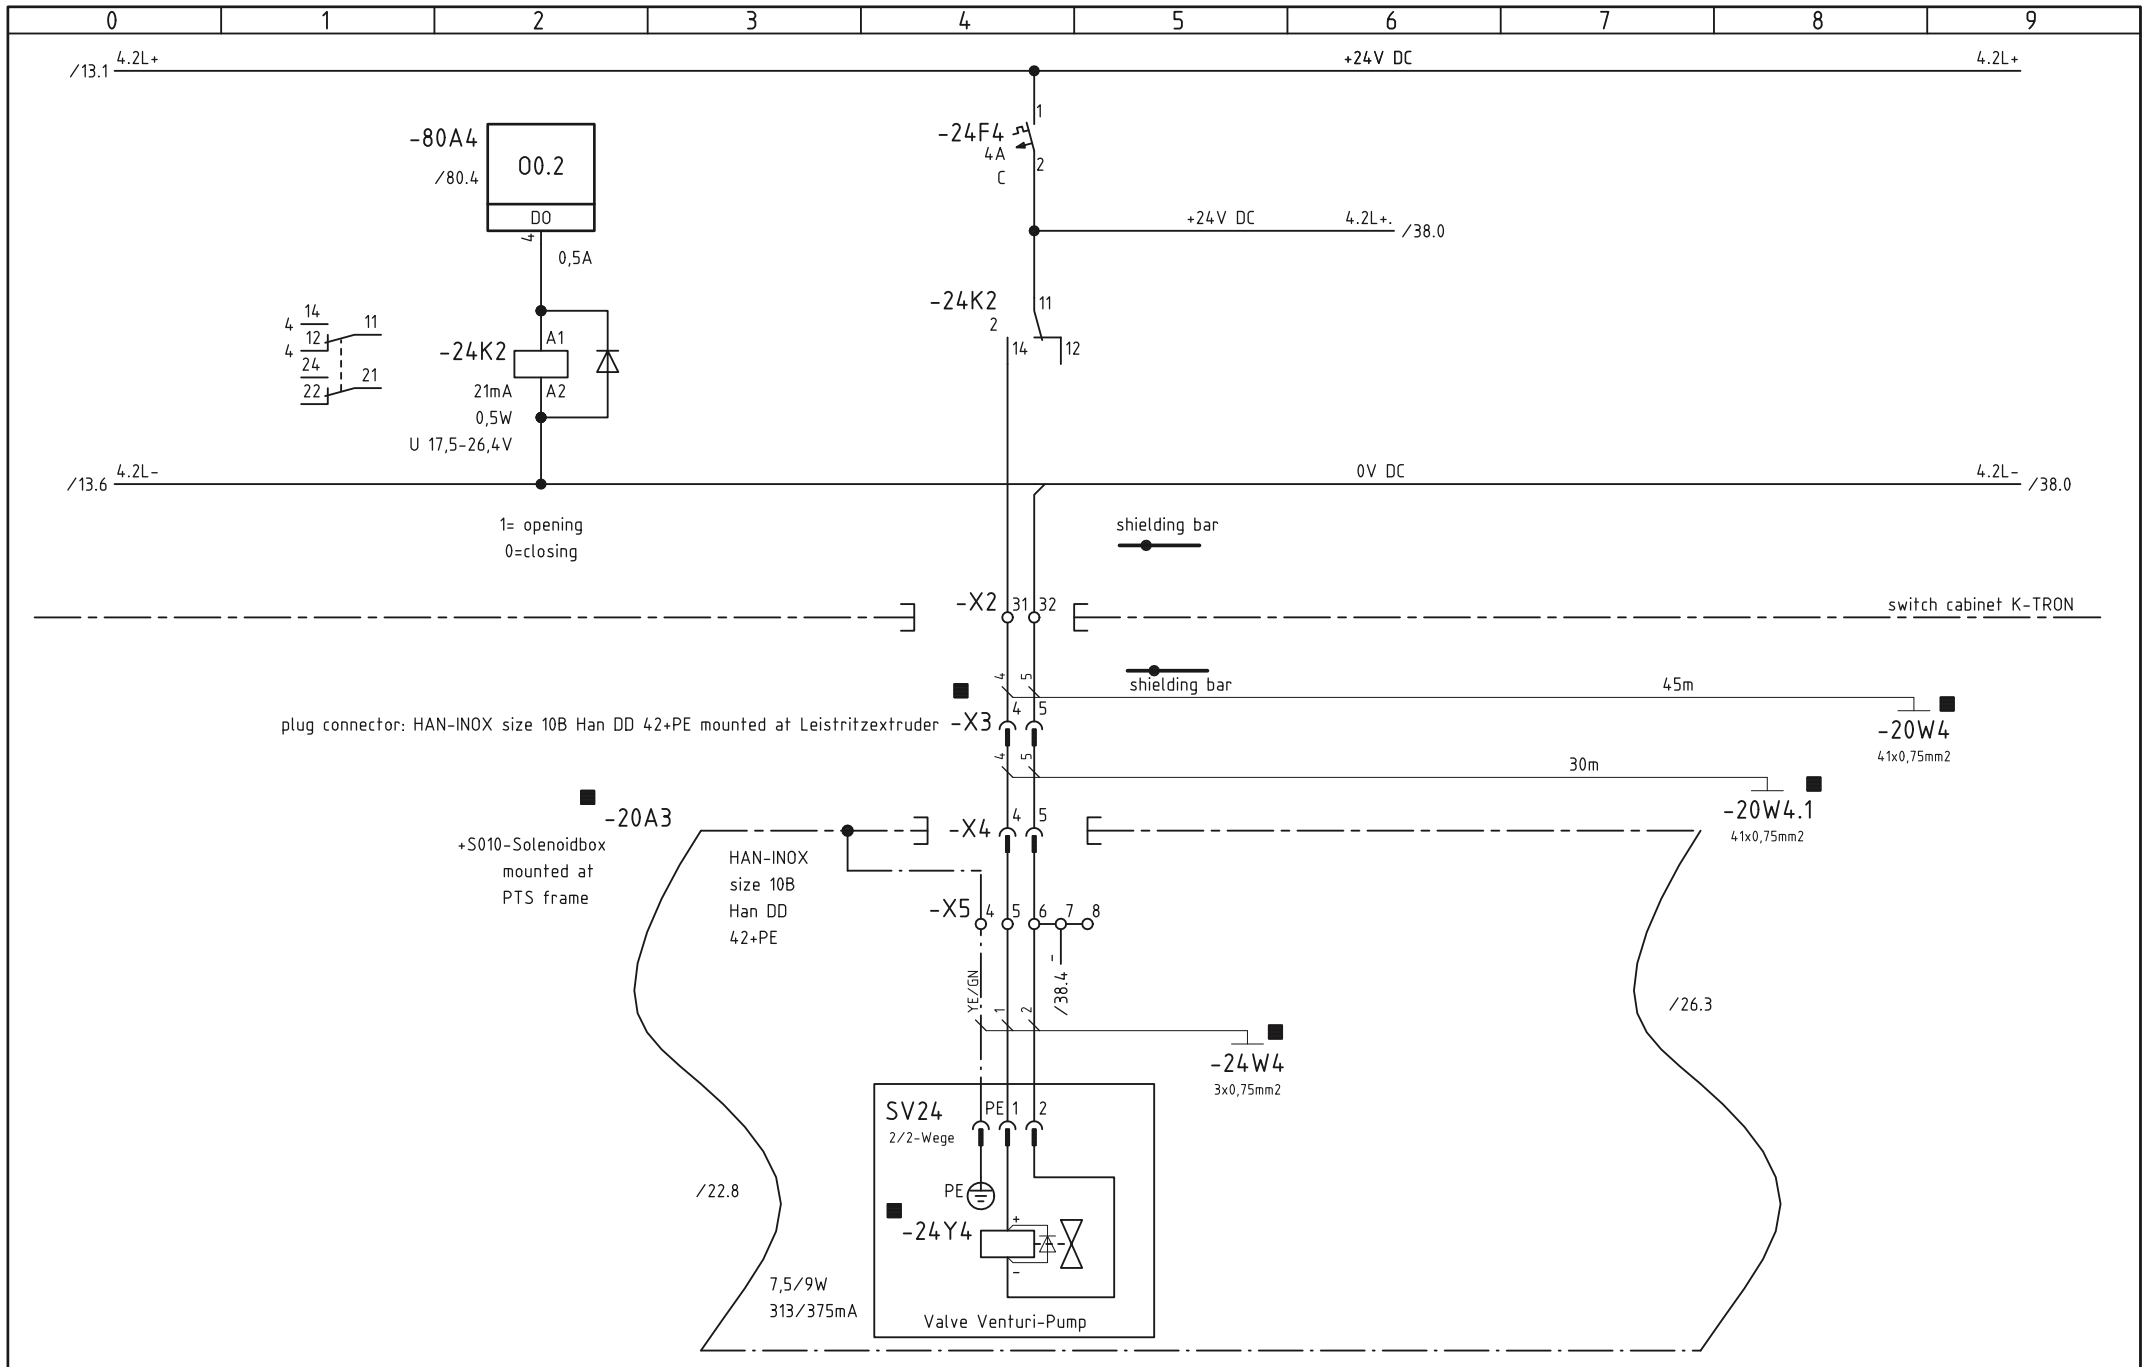 0 1 2 3 4 5 6 7 8 9
4.2L+ +24V DC 4.2L+
/13.1
1
-80A4 -24F4
4A
O0.2
/80.4 C 2
DO
4
+24V DC 4.2L+. /38.0
0,5A
-24K2 11
2
14 12
14
4 11
12
4
24
22 21
A1
-24K2
21mA A2
0,5W
U 17,5-26,4V
4.2L- 0V DC 4.2L-
/13.6 /38.0
1= opening
0=closing
shielding bar
-X2 31 32
switch cabinet K-TRON
4 5
shielding bar
45m
4 5
plug connector: HAN-INOX size 10B Han DD 42+PE mounted at Leistritzextruder -X3
-20W4
41x0,75mm2
4 5
30m
-20W4.1
41x0,75mm2
-20A3
+S010-Solenoidbox
mounted at
PTS frame
4 5
-X4
HAN-INOX
size 10B
Han DD
42+PE
-X5 4 5 6 7 8
YE/GN 1 2
- /38.4
/26.3
-24W4
3x0,75mm2
SV24 PE 1 2
2/2-Wege
/22.8
PE
+
-24Y4
-
7,5/9W
313/375mA
Valve Venturi-Pump